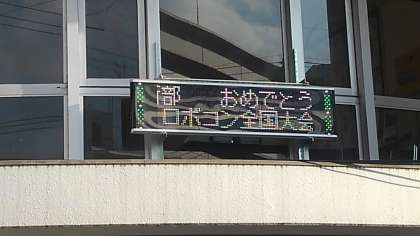 部　おめでとう
ロボコン全国大会